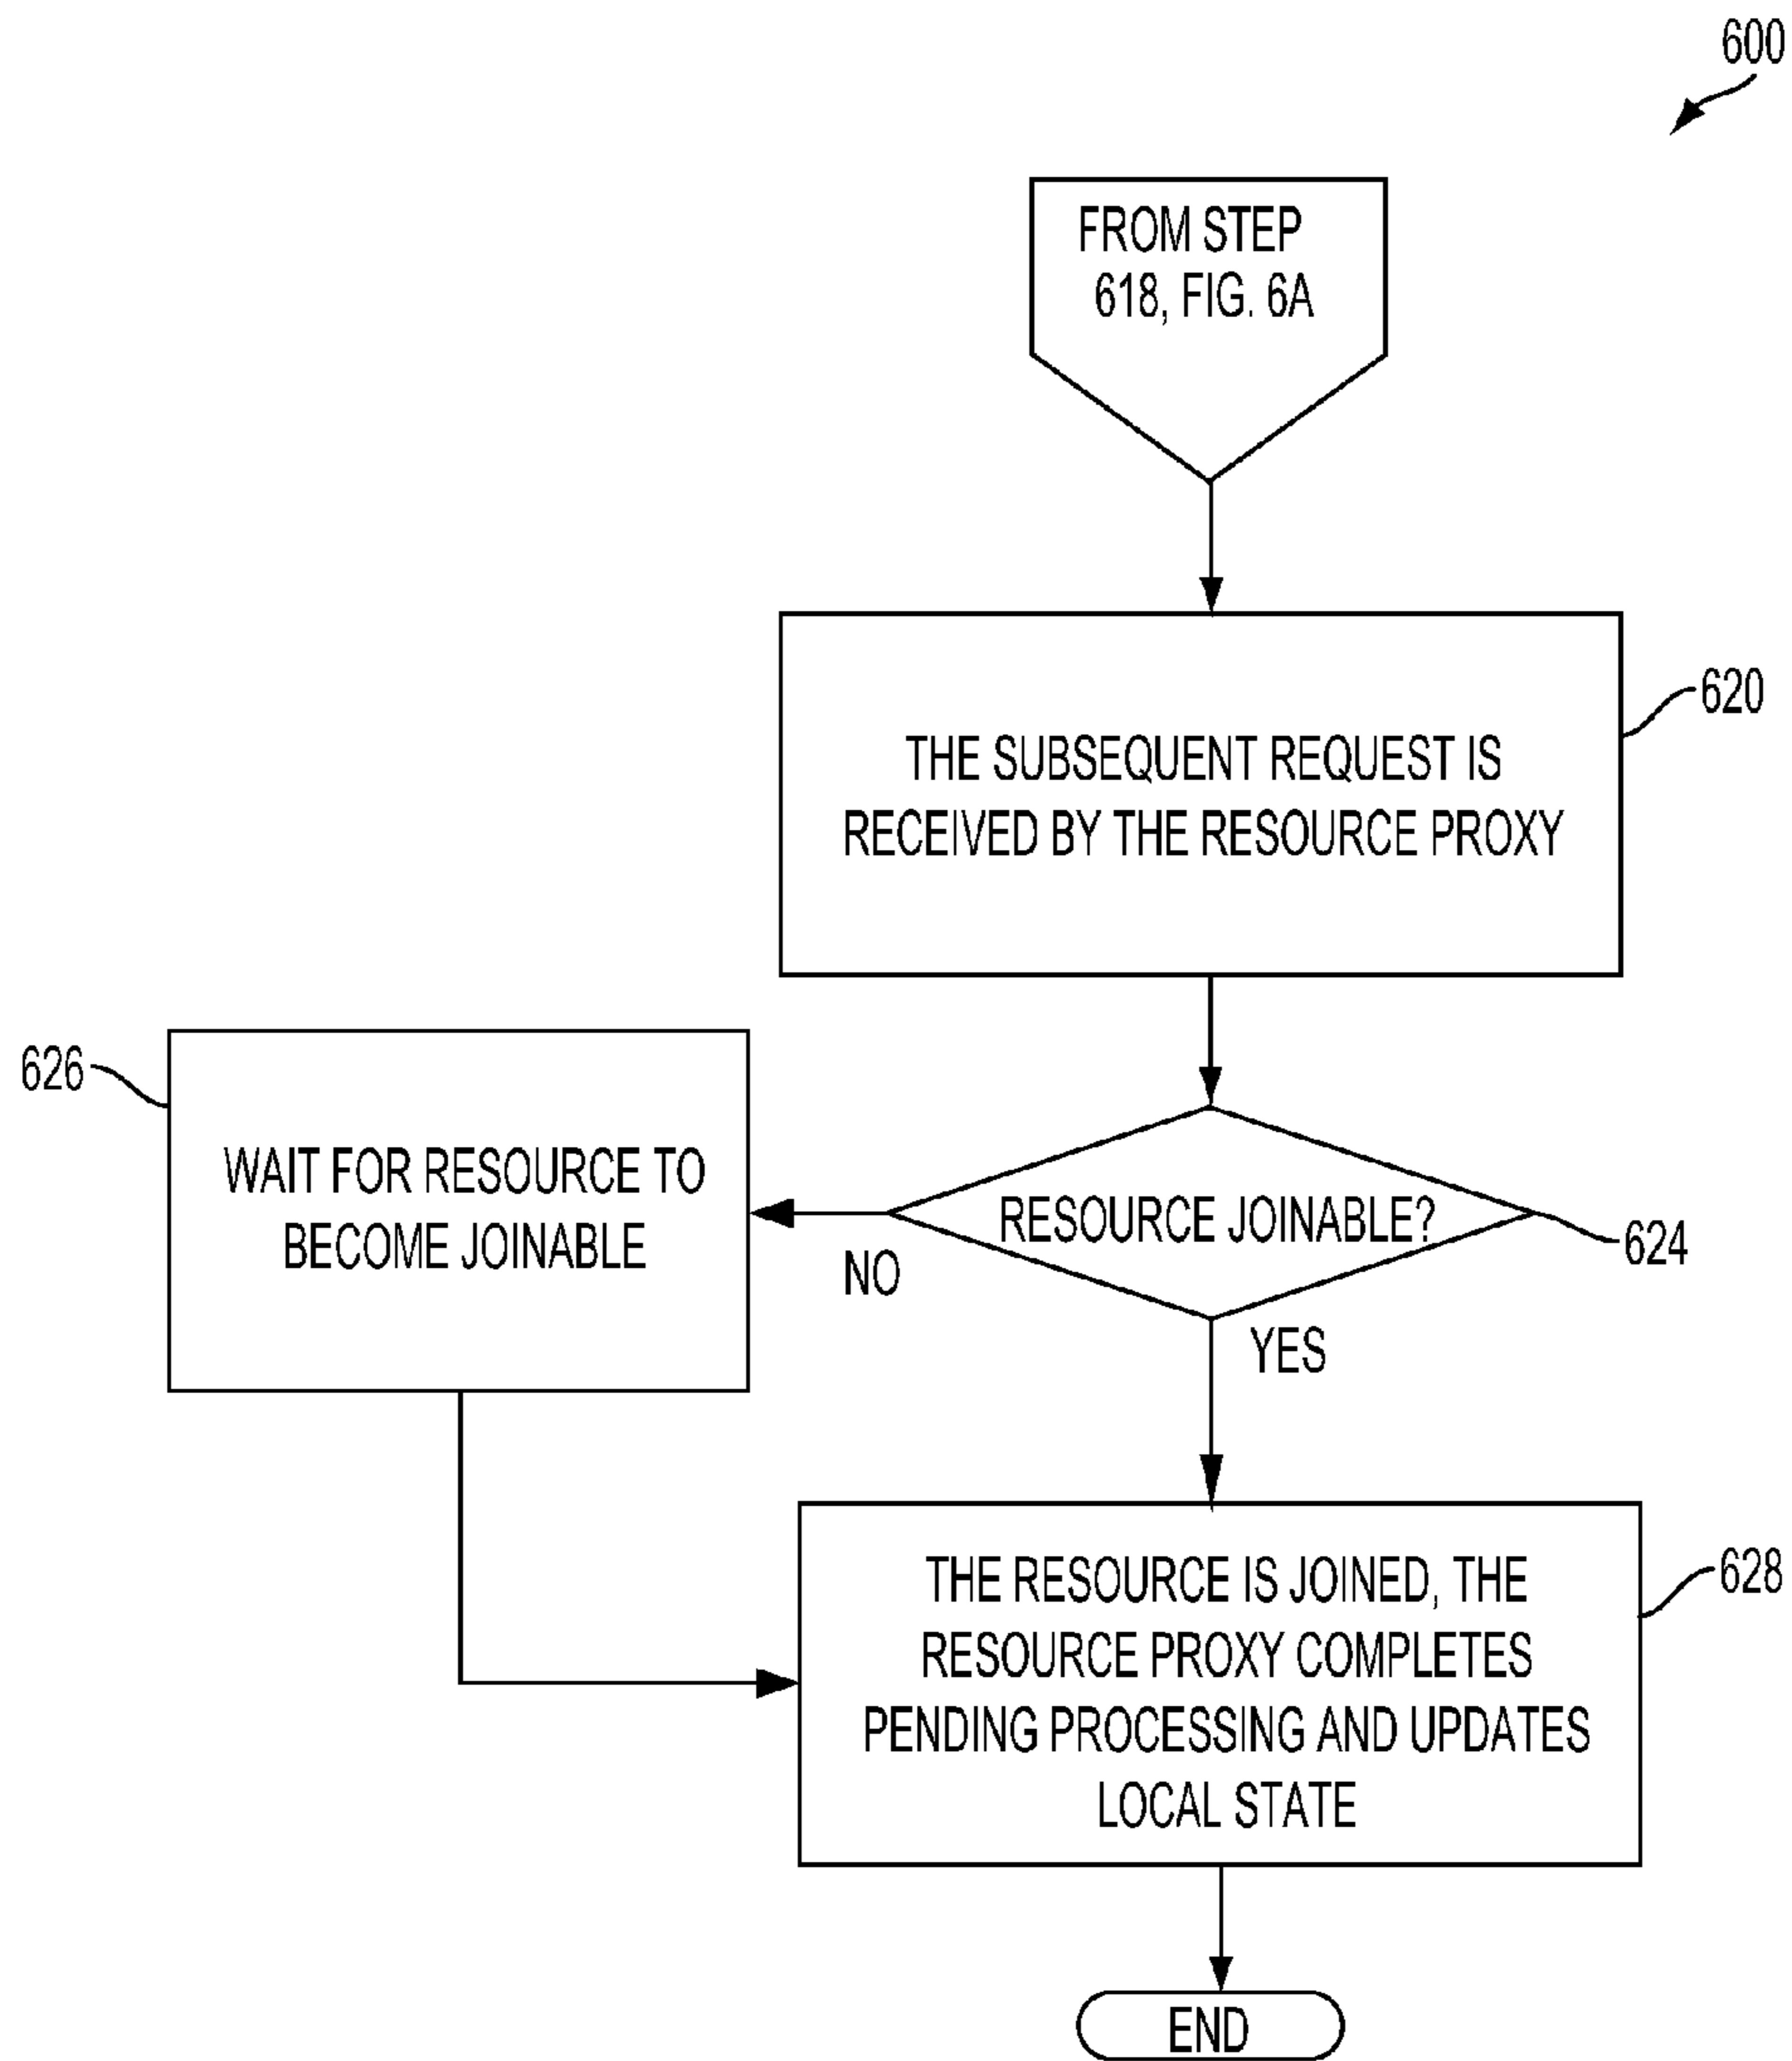 600
FROM STEP
618, FIG. 6A
620
THE SUBSEQUENT REQUEST IS
RECEIVED BY THE RESOURCE PROXY
626
WAIT FOR RESOURCE TO
BECOME JOINABLE
RESOURCE JOINABLE?
624
NO
YES
THE RESOURCE IS JOINED, THE
RESOURCE PROXY COMPLETES
PENDING PROCESSING AND UPDATES
LOCAL STATE
628
END